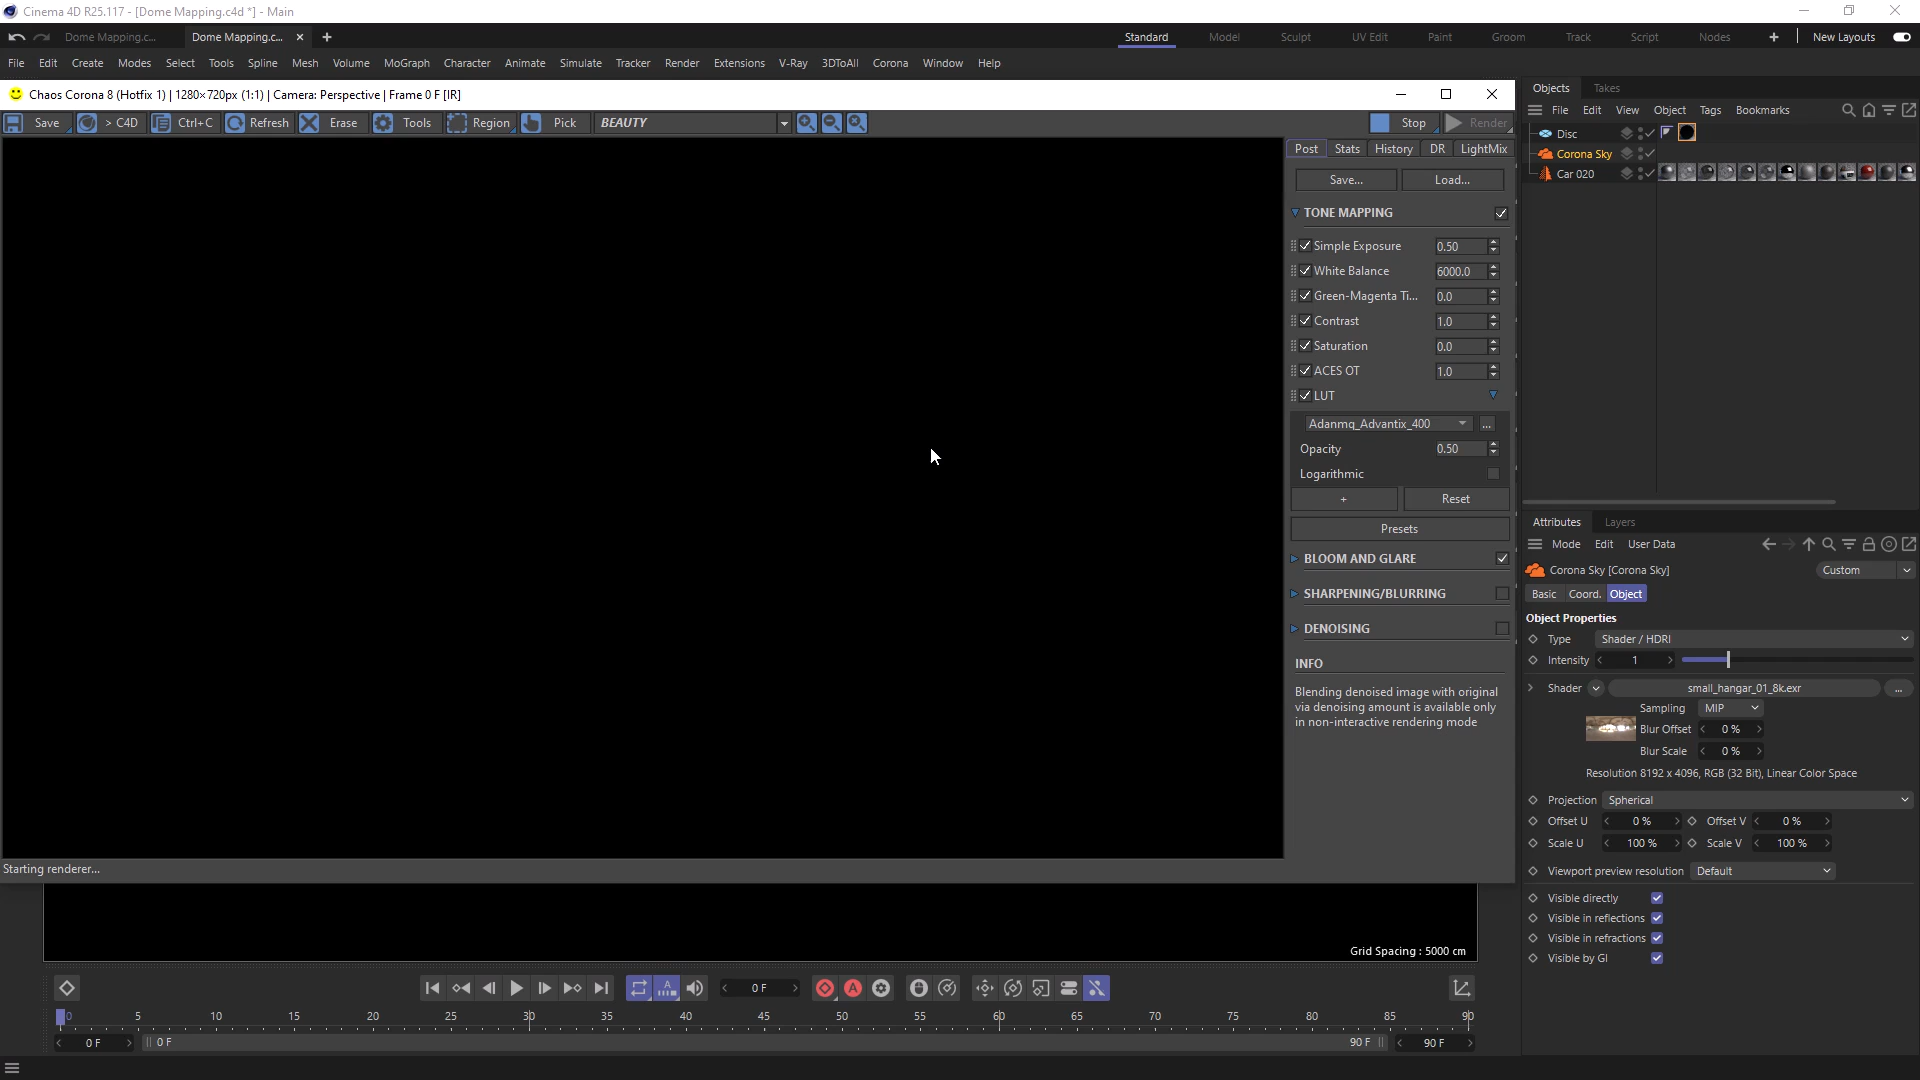 Cinema 4D R25.117 - [Dome Mapping.c4d *] - Main
Dome Mapping.c...
Dome Mapping.c...
Standard
Model
Sculpt
UV Edit
Paint
Groom
Track
Script
Nodes
New Layouts
File Edit Create Modes Select Tools Spline Mesh Volume MoGraph Character Animate Simulate Tracker Render Extensions V-Ray 3DToAll Corona Window Help
Chaos Corona 8 (Hotfix 1) | 1280×720px (1:1) | Camera: Perspective | Frame 0 F [IR]
Save
> C4D
Ctrl+C
Refresh
Erase
Tools
Region
Pick
BEAUTY
Stop
Render
Post
Stats
History
DR
LightMix
Save...
Load...
TONE MAPPING
Simple Exposure 0.50
White Balance 6000.0
Green-Magenta Ti... 0.0
Contrast 1.0
Saturation 0.0
ACES OT 1.0
LUT
Adanmq_Advantix_400
...
Opacity 0.50
Logarithmic
+
Reset
Presets
BLOOM AND GLARE
SHARPENING/BLURRING
DENOISING
INFO
Blending denoised image with original
via denoising amount is available only
in non-interactive rendering mode
Starting renderer...
Grid Spacing : 5000 cm
0 F
0 5 10 15 20 25 30 35 40 45 50 55 60 65 70 75 80 85 90
0 F
0 F
90 F
90 F
Objects
Takes
File Edit View Object Tags Bookmarks
Disc
Corona Sky
Car 020
Attributes
Layers
Mode Edit User Data
Corona Sky [Corona Sky]
Custom
Basic Coord. Object
Object Properties
Type Shader / HDRI
Intensity 1
Shader small_hangar_01_8k.exr ...
Sampling MIP
Blur Offset 0 %
Blur Scale 0 %
Resolution 8192 x 4096, RGB (32 Bit), Linear Color Space
Projection Spherical
Offset U 0 % Offset V 0 %
Scale U 100 % Scale V 100 %
Viewport preview resolution Default
Visible directly
Visible in reflections
Visible in refractions
Visible by GI